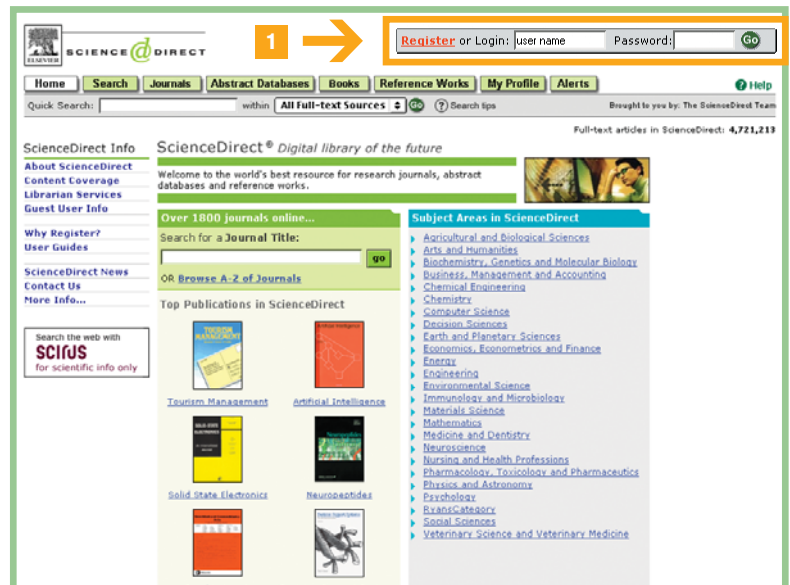 ELSEVIER
SCIENCE @ DIRECT
1
Register or Login: user name Password: Go
Home Search Journals Abstract Databases Books Reference Works My Profile Alerts ? Help
Quick Search: within All Full-text Sources Go ? Search tips Brought to you by: The ScienceDirect Team
Full-text articles in ScienceDirect: 4,721,213
ScienceDirect Info
About ScienceDirect
Content Coverage
Librarian Services
Guest User Info
Why Register?
User Guides
ScienceDirect News
Contact Us
More Info...
Search the web with
SCIRUS
for scientific info only
ScienceDirect® Digital library of the future
Welcome to the world's best resource for research journals, abstract
databases and reference works.
Over 1800 journals online...
Search for a Journal Title:
go
OR Browse A-Z of Journals
Top Publications in ScienceDirect
TOURISM
MANAGEMENT
Artificial Intelligence
Tourism Management
Artificial Intelligence
SOLID-STATE
ELECTRONICS
Neuropeptides
Solid State Electronics
Neuropeptides
Subject Areas in ScienceDirect
Agricultural and Biological Sciences
Arts and Humanities
Biochemistry, Genetics and Molecular Biology
Business, Management and Accounting
Chemical Engineering
Chemistry
Computer Science
Decision Sciences
Earth and Planetary Sciences
Economics, Econometrics and Finance
Energy
Engineering
Environmental Science
Immunology and Microbiology
Materials Science
Mathematics
Medicine and Dentistry
Neuroscience
Nursing and Health Professions
Pharmacology, Toxicology and Pharmaceutics
Physics and Astronomy
Psychology
RyansCategory
Social Sciences
Veterinary Science and Veterinary Medicine